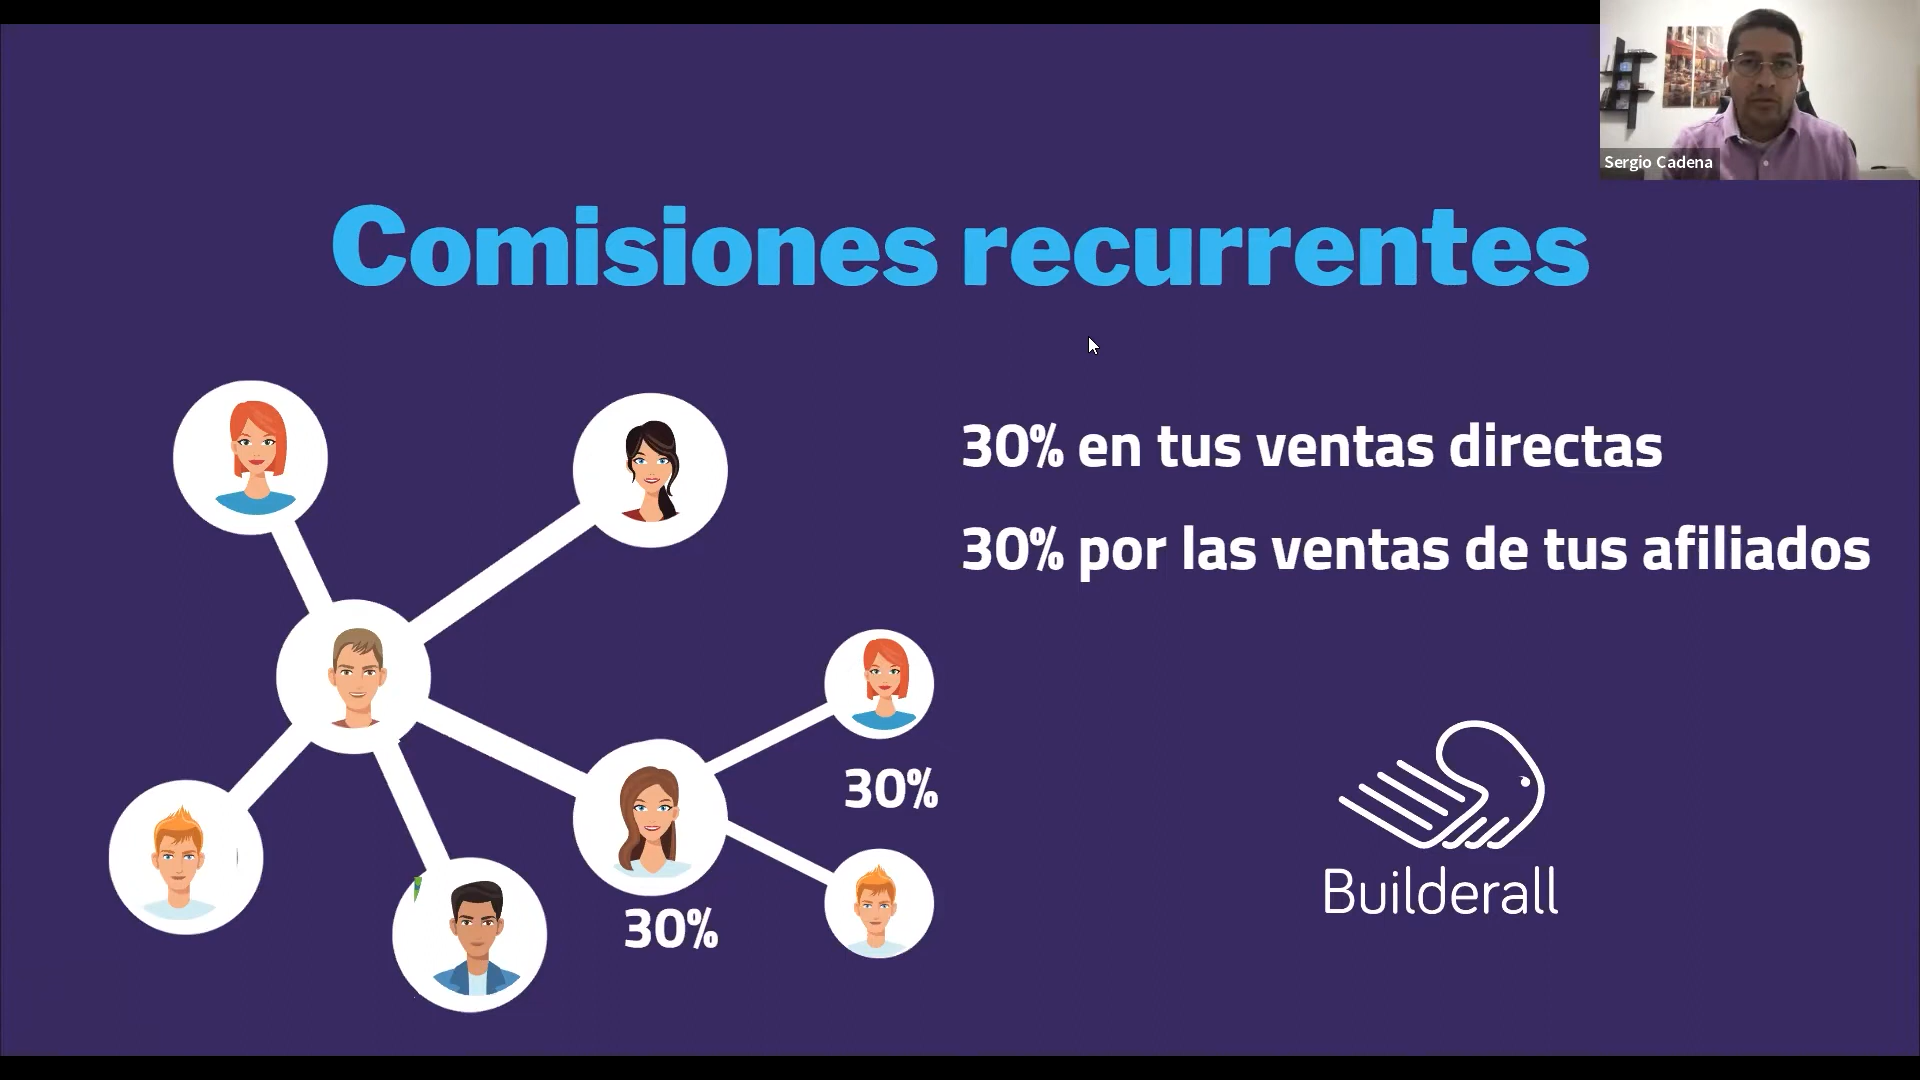 Sergio Cadena
Comisiones recurrentes
30% en tus ventas directas
30% por las ventas de tus afiliados
30%
30%
Builderall